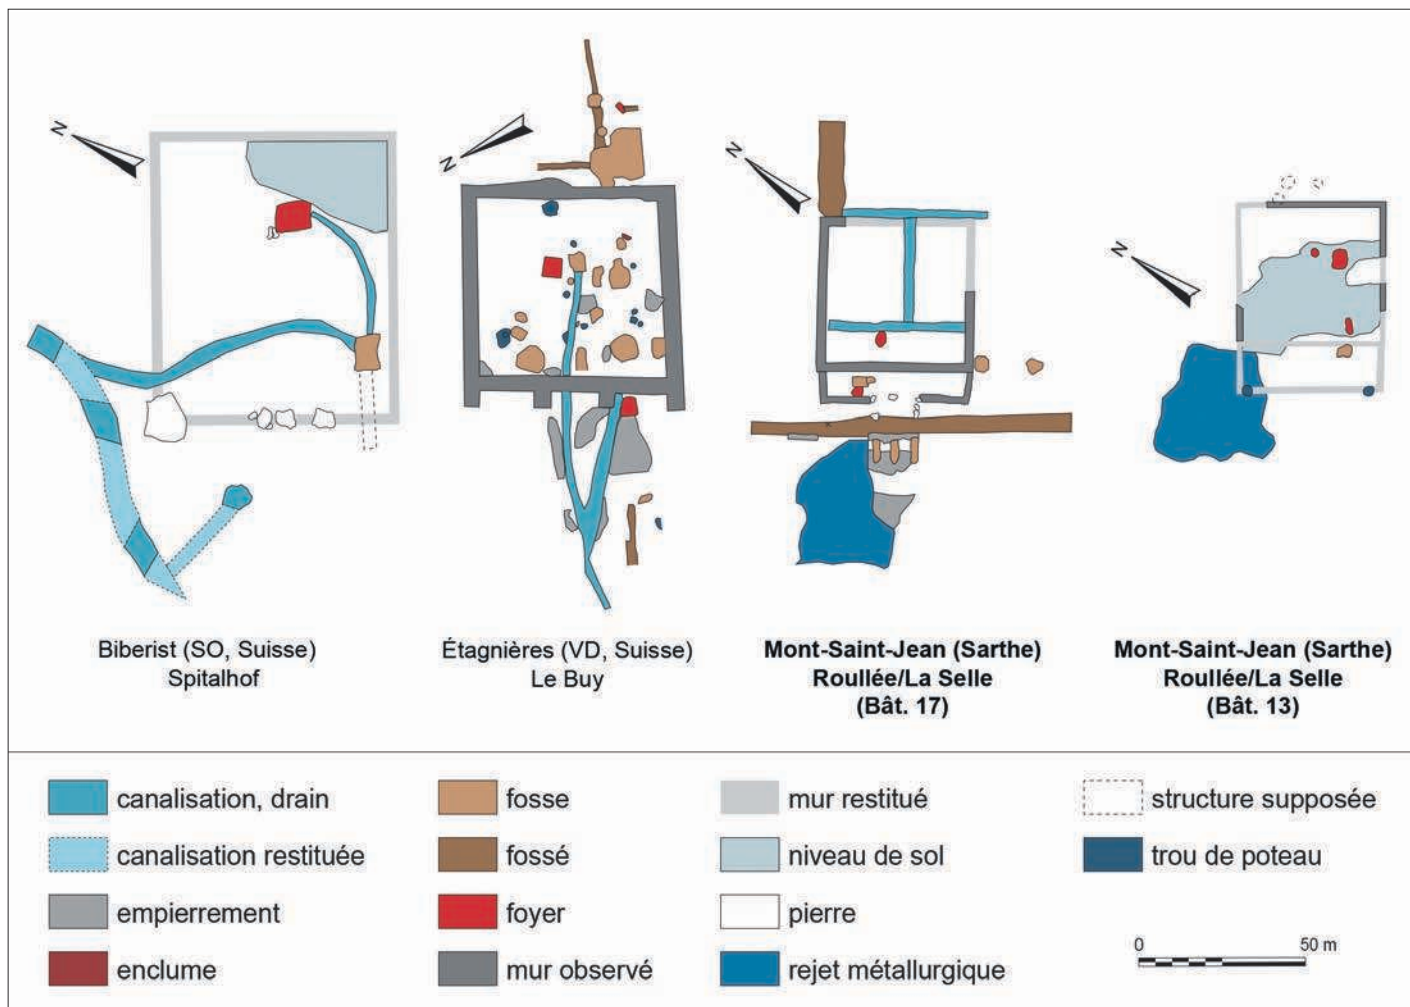 N
N
N
N
Biberist (SO, Suisse)
Spitalhof
Étagnières (VD, Suisse)
Le Buy
Mont-Saint-Jean (Sarthe)
Roullée/La Selle
(Bât. 17)
Mont-Saint-Jean (Sarthe)
Roullée/La Selle
(Bât. 13)
canalisation, drain
canalisation restituée
empierrement
enclume
fosse
fossé
foyer
mur observé
mur restitué
niveau de sol
pierre
rejet métallurgique
structure supposée
trou de poteau
0 50 m